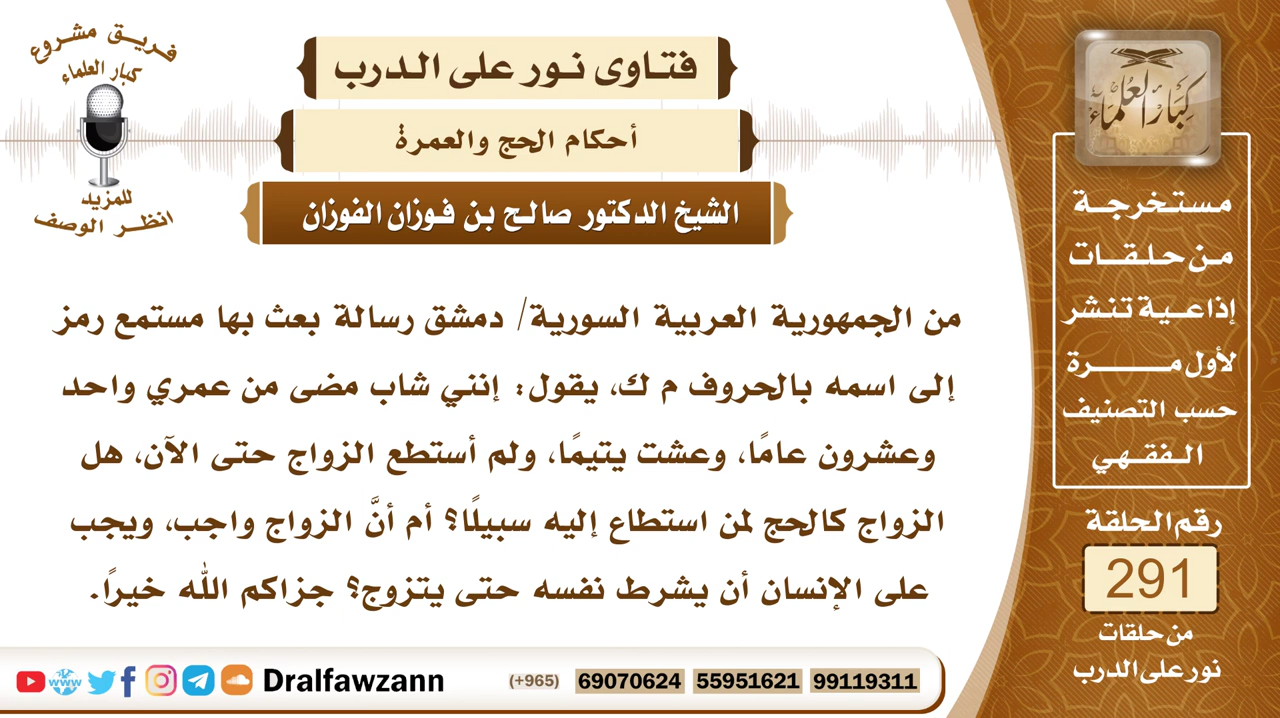 فريق مشروع
كبار العلماء
للمزيد
انظر الوصف
فتاوى نور على الدرب
أحكام الحج والعمرة
الشيخ الدكتور صالح بن فوزان الفوزان
من الجمهورية العربية السورية/ دمشق رسالة بعث بها مستمع رمز
إلى اسمه بالحروف م ك، يقول: إنني شاب مضى من عمري واحد
وعشرون عامًا، وعشت يتيمًا، ولم أستطع الزواج حتى الآن، هل
الزواج كالحج لمن استطاع إليه سبيلًا؟ أم أنَّ الزواج واجب، ويجب
على الإنسان أن يشرط نفسه حتى يتزوج؟ جزاكم الله خيرًا.
كبار العلماء
مستخرجة
من حلقات
إذاعية تنشر
لأول مرة
حسب التصنيف
الفقهي
رقم الحلقة
291
من حلقات
نور على الدرب
www Dralfawzann (+965) 69070624 55951621 99119311